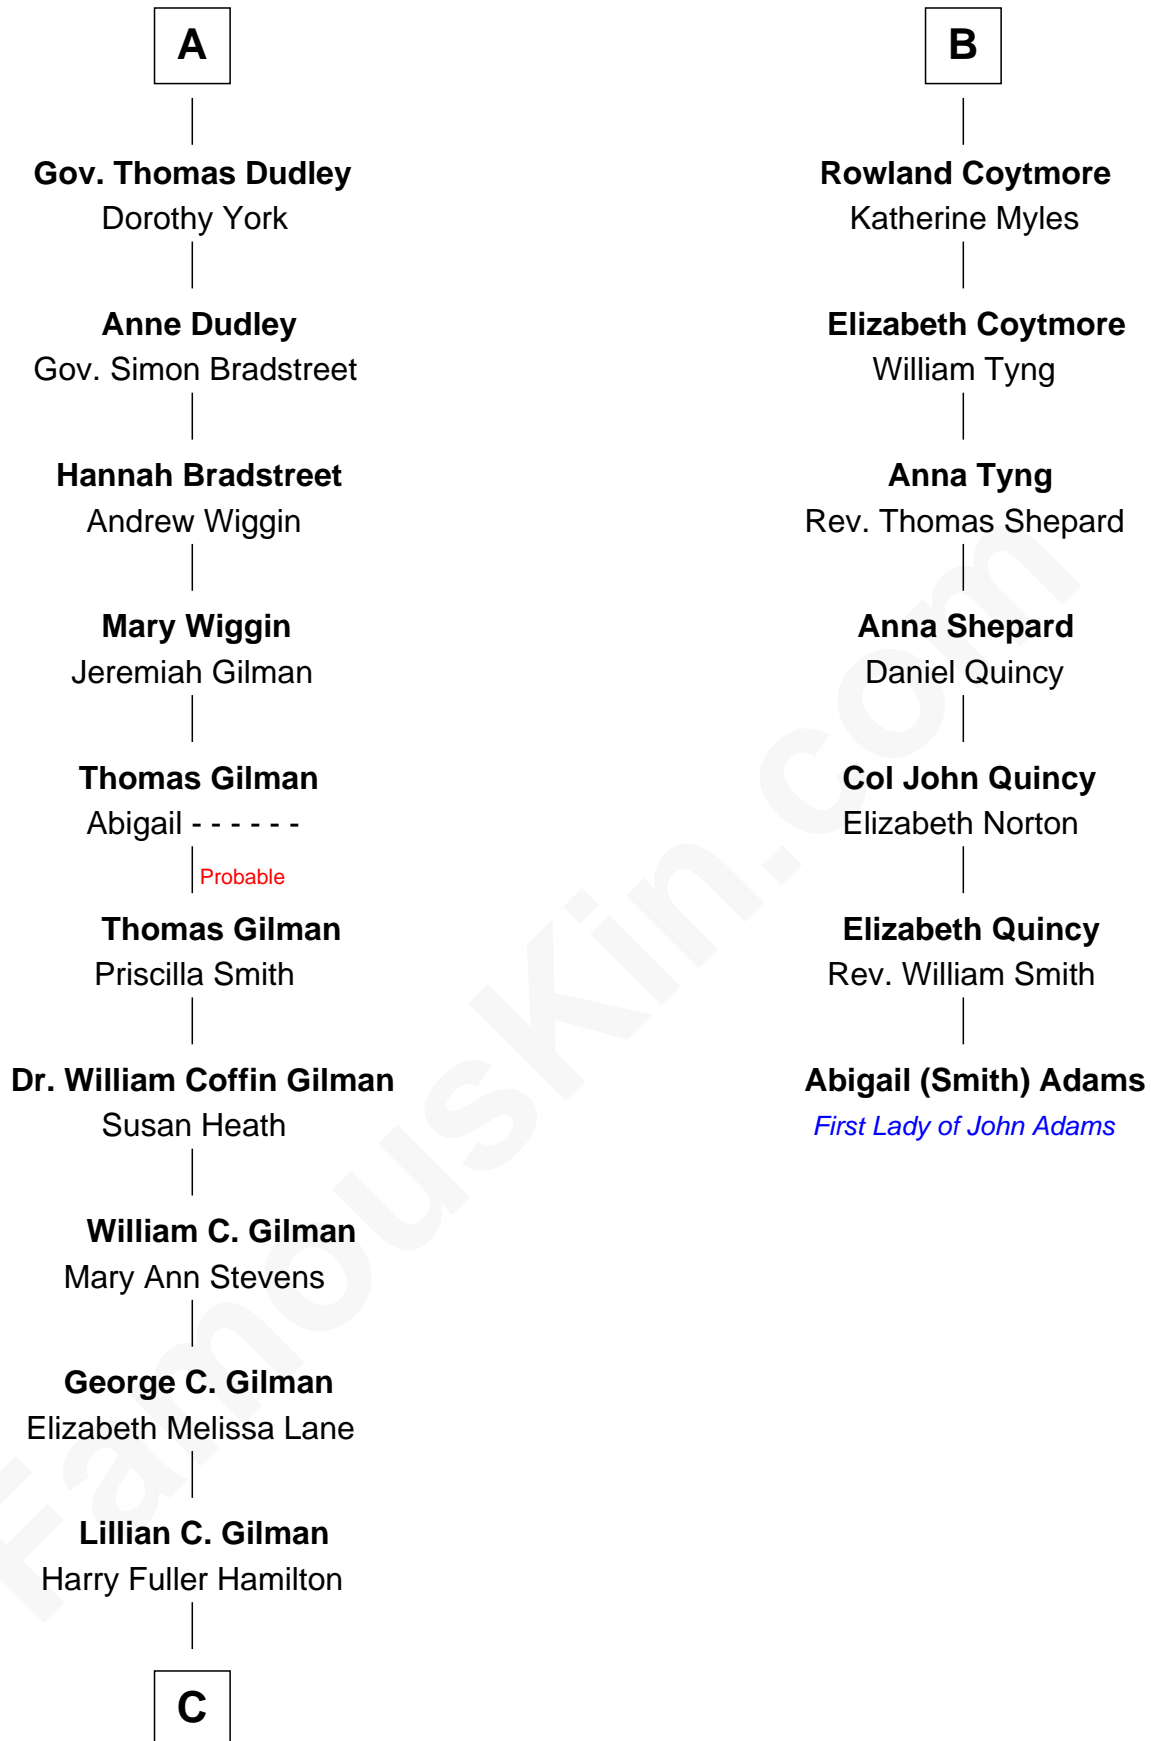 A
Gov. Thomas Dudley
Dorothy York
Anne Dudley
Gov. Simon Bradstreet
Hannah Bradstreet
Andrew Wiggin
Mary Wiggin
Jeremiah Gilman
Thomas Gilman
Abigail - - - - - -
Probable
Thomas Gilman
Priscilla Smith
Dr. William Coffin Gilman
Susan Heath
William C. Gilman
Mary Ann Stevens
George C. Gilman
Elizabeth Melissa Lane
Lillian C. Gilman
Harry Fuller Hamilton
C
B
Rowland Coytmore
Katherine Myles
Elizabeth Coytmore
William Tyng
Anna Tyng
Rev. Thomas Shepard
Anna Shepard
Daniel Quincy
Col John Quincy
Elizabeth Norton
Elizabeth Quincy
Rev. William Smith
Abigail (Smith) Adams
First Lady of John Adams
FamousKin.com